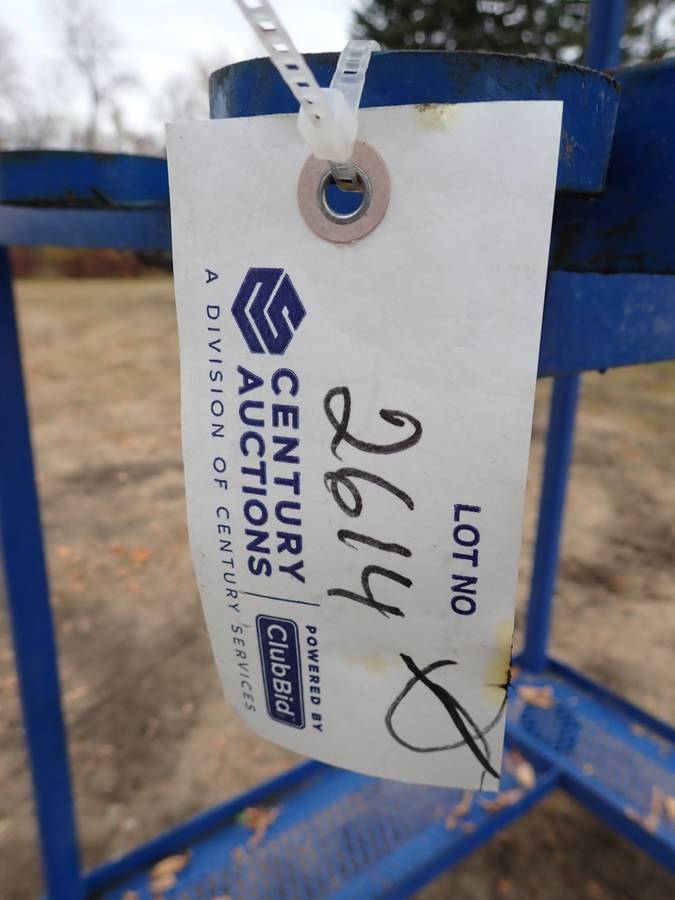 LOT NO
2614
CENTURY
AUCTIONS
A DIVISION OF CENTURY SERVICES
POWERED BY
ClubBid